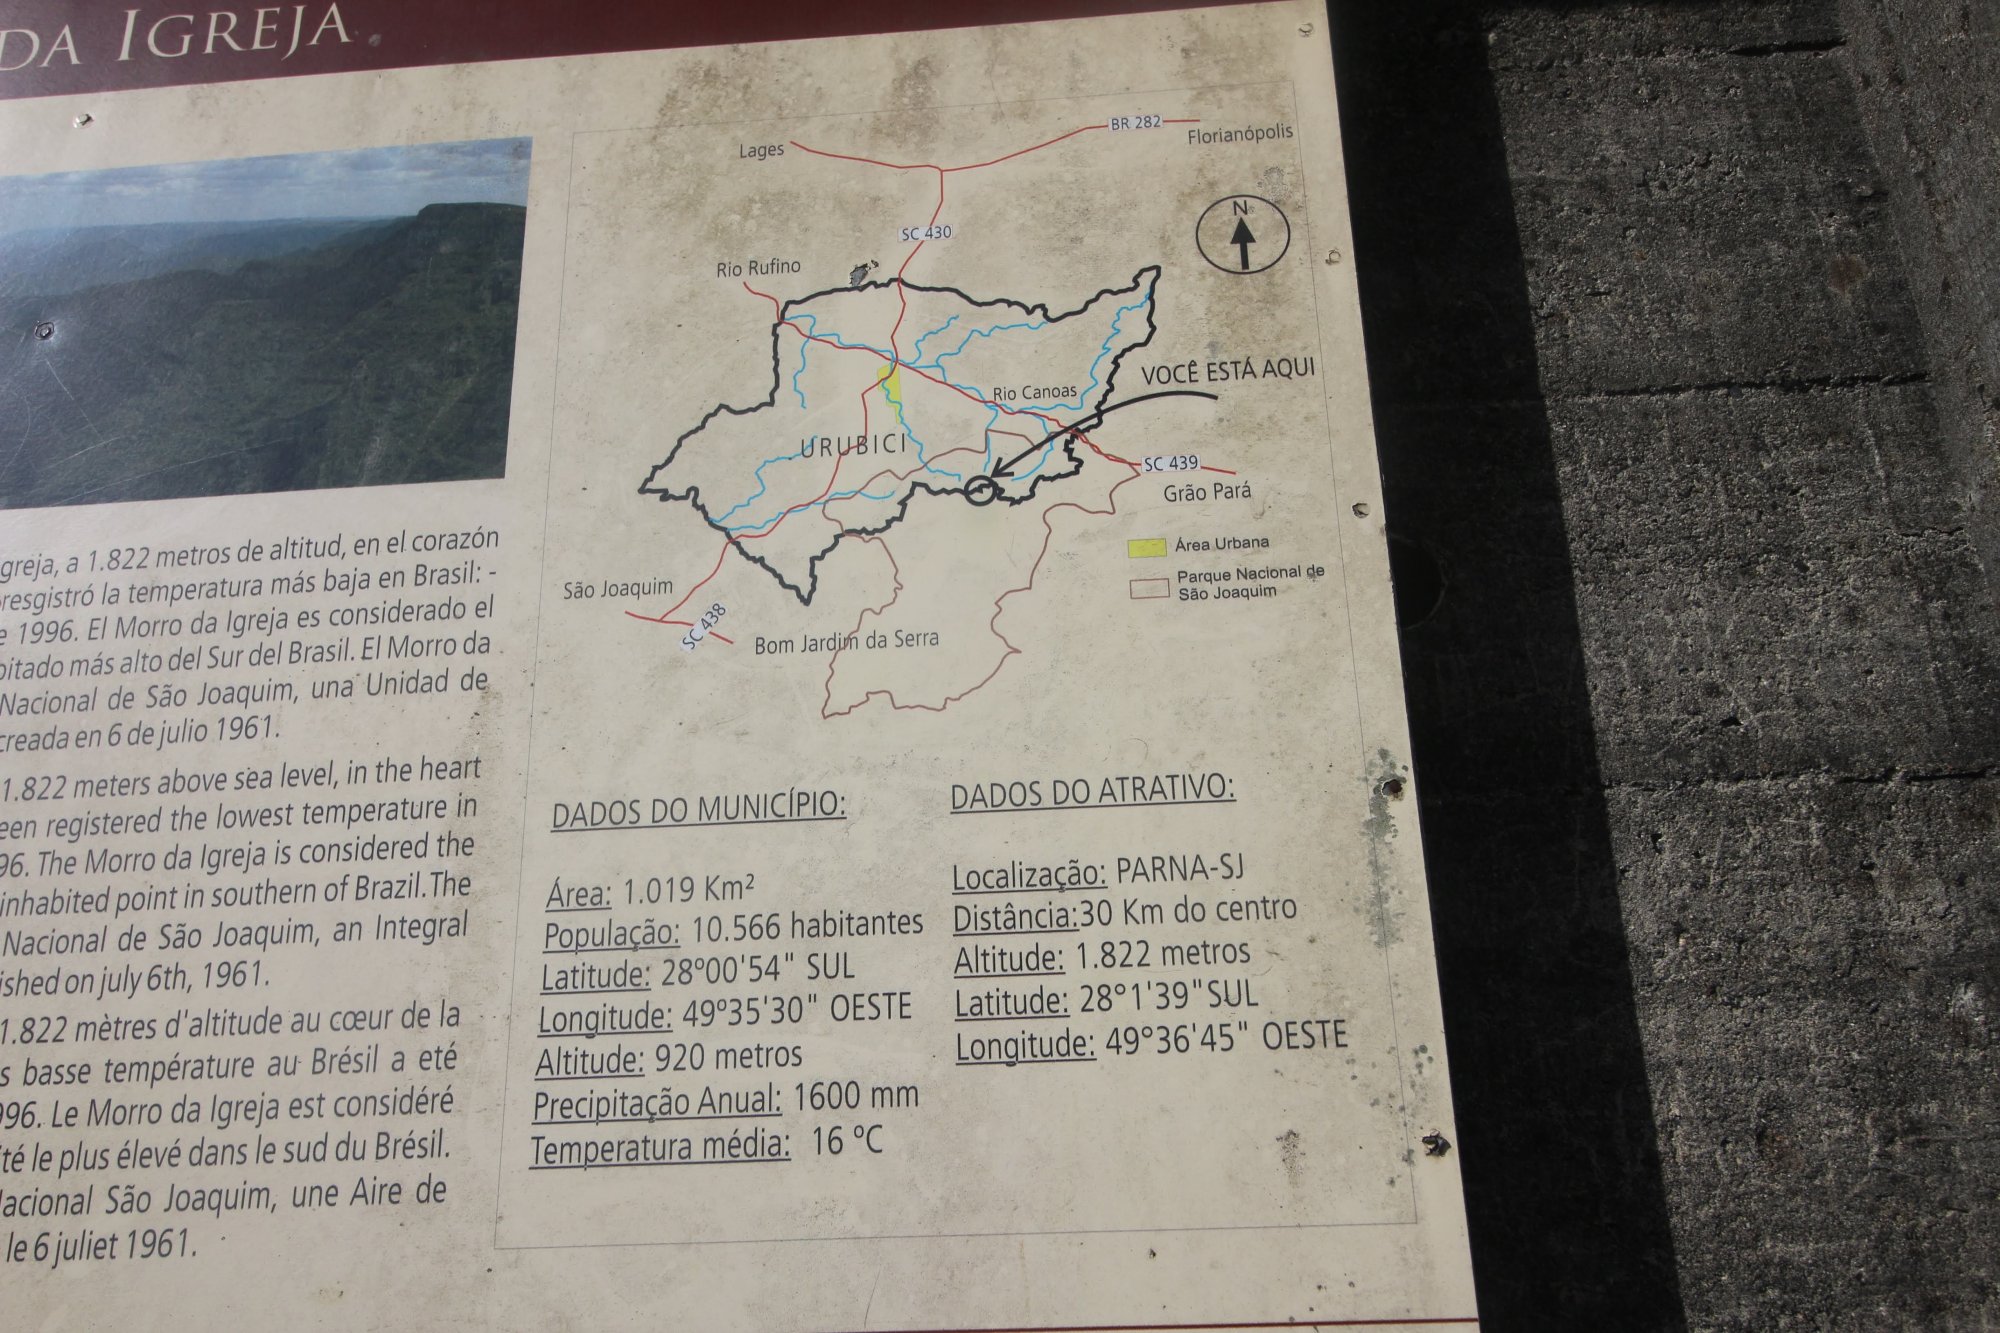 DA IGREJA
Lages
BR 282
Florianópolis
N
SC 430
Rio Rufino
VOCÊ ESTÁ AQUI
Rio Canoas
URUBICI
SC 439
Grão Pará
Área Urbana
Parque Nacional de
São Joaquim
São Joaquim
SC 438
Bom Jardim da Serra
greja, a 1.822 metros de altitud, en el corazón
resgistró la temperatura más baja en Brasil: -
e 1996. El Morro da Igreja es considerado el
bitado más alto del Sur del Brasil. El Morro da
Nacional de São Joaquim, una Unidad de
creada en 6 de julio 1961.
1.822 meters above sea level, in the heart
een registered the lowest temperature in
96. The Morro da Igreja is considered the
inhabited point in southern of Brazil. The
Nacional de São Joaquim, an Integral
ished on july 6th, 1961.
1.822 mètres d'altitude au cœur de la
s basse température au Brésil a eté
996. Le Morro da Igreja est considéré
ité le plus élevé dans le sud du Brésil.
Nacional São Joaquim, une Aire de
le 6 juliet 1961.
DADOS DO MUNICÍPIO:
Área: 1.019 Km²
População: 10.566 habitantes
Latitude: 28º00'54" SUL
Longitude: 49º35'30" OESTE
Altitude: 920 metros
Precipitação Anual: 1600 mm
Temperatura média: 16 ºC
DADOS DO ATRATIVO:
Localização: PARNA-SJ
Distância:30 Km do centro
Altitude: 1.822 metros
Latitude: 28°1'39"SUL
Longitude: 49°36'45" OESTE